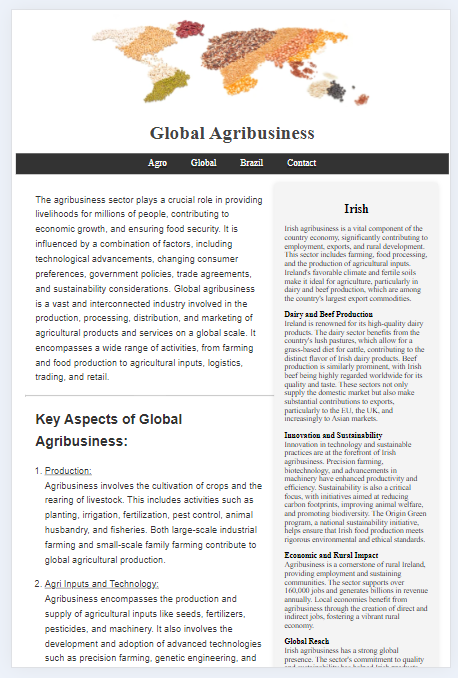 Global Agribusiness
Agro Global Brazil Contact
The agribusiness sector plays a crucial role in providing
livelihoods for millions of people, contributing to
economic growth, and ensuring food security. It is
influenced by a combination of factors, including
technological advancements, changing consumer
preferences, government policies, trade agreements,
and sustainability considerations. Global agribusiness
is a vast and interconnected industry involved in the
production, processing, distribution, and marketing of
agricultural products and services on a global scale. It
encompasses a wide range of activities, from farming
and food production to agricultural inputs, logistics,
trading, and retail.
Key Aspects of Global
Agribusiness:
1. Production:
Agribusiness involves the cultivation of crops and the
rearing of livestock. This includes activities such as
planting, irrigation, fertilization, pest control, animal
husbandry, and fisheries. Both large-scale industrial
farming and small-scale family farming contribute to
global agricultural production.
2. Agri Inputs and Technology:
Agribusiness encompasses the production and
supply of agricultural inputs like seeds, fertilizers,
pesticides, and machinery. It also involves the
development and adoption of advanced technologies
such as precision farming, genetic engineering, and
Irish
Irish agribusiness is a vital component of the
country economy, significantly contributing to
employment, exports, and rural development.
This sector includes farming, food processing,
and the production of agricultural inputs.
Ireland's favorable climate and fertile soils
make it ideal for agriculture, particularly in
dairy and beef production, which are among
the country's largest export commodities.
Dairy and Beef Production
Ireland is renowned for its high-quality dairy
products. The dairy sector benefits from the
country's lush pastures, which allow for a
grass-based diet for cattle, contributing to the
distinct flavor of Irish dairy products. Beef
production is similarly prominent, with Irish
beef being highly regarded worldwide for its
quality and taste. These sectors not only
supply the domestic market but also make
substantial contributions to exports,
particularly to the EU, the UK, and
increasingly to Asian markets.
Innovation and Sustainability
Innovation in technology and sustainable
practices are at the forefront of Irish
agribusiness. Precision farming,
biotechnology, and advancements in
machinery have enhanced productivity and
efficiency. Sustainability is also a critical
focus, with initiatives aimed at reducing
carbon footprints, improving animal welfare,
and promoting biodiversity. The Origin Green
program, a national sustainability initiative,
helps ensure that Irish food production meets
rigorous environmental and ethical standards.
Economic and Rural Impact
Agribusiness is a cornerstone of rural Ireland,
providing employment and sustaining
communities. The sector supports over
160,000 jobs and generates billions in revenue
annually. Local economies benefit from
agribusiness through the creation of direct and
indirect jobs, fostering a vibrant rural
economy.
Global Reach
Irish agribusiness has a strong global
presence. The sector's commitment to quality